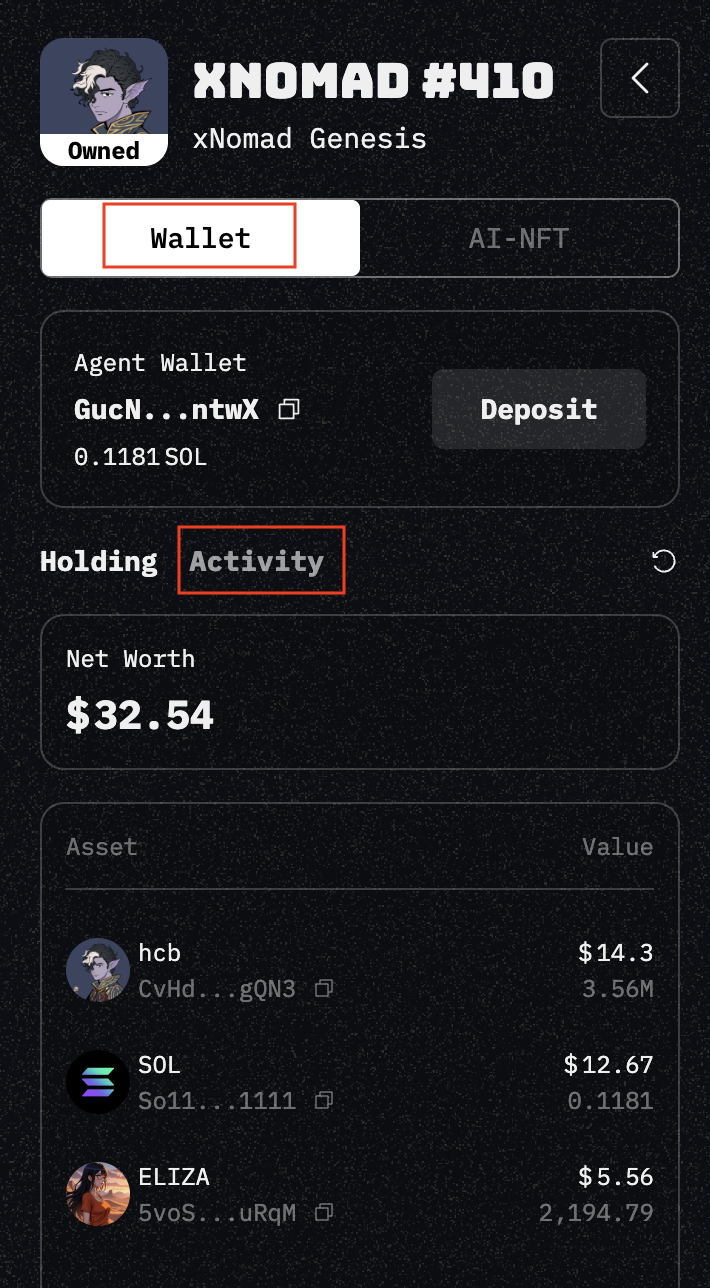 XNOMAD #410
xNomad Genesis
Owned
Wallet AI-NFT
Agent Wallet
GucN...ntwX
0.1181 SOL
Deposit
Holding Activity
Net Worth
$32.54
Asset Value
hcb $14.3
CvHd...gQN3 3.56M
SOL $12.67
So11...1111 0.1181
ELIZA $5.56
5voS...uRqM 2,194.79